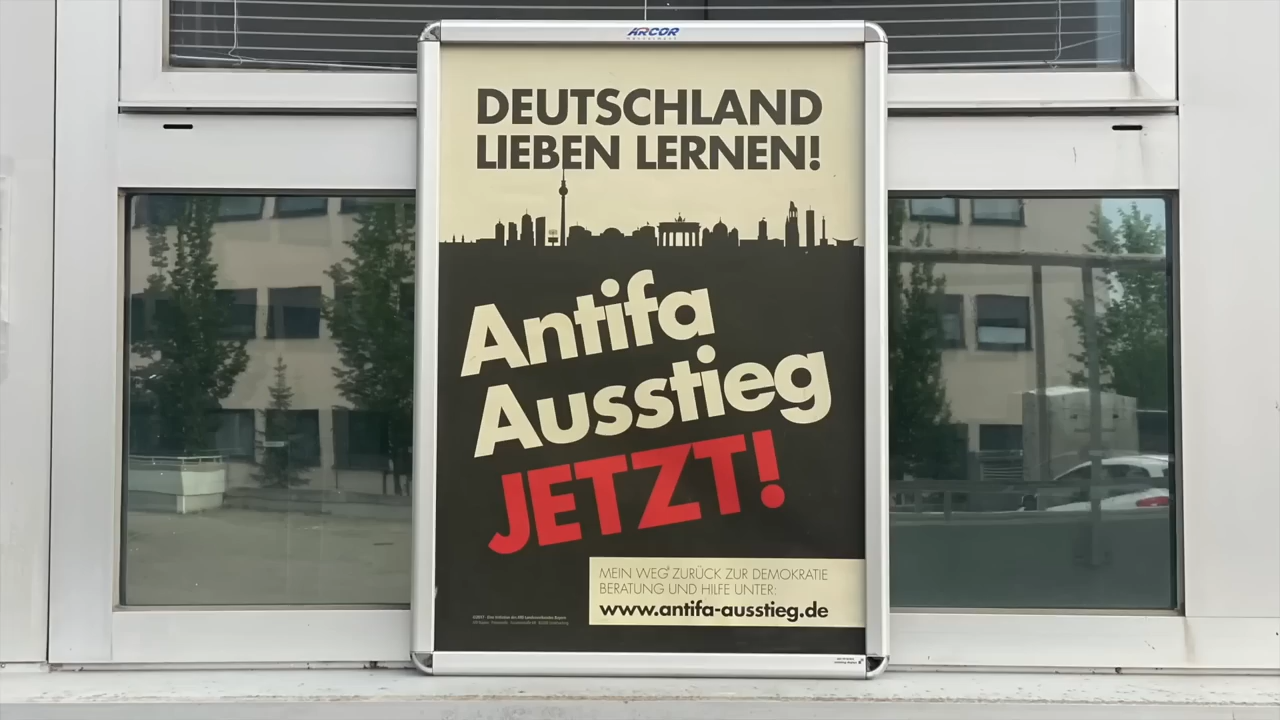 ARCOR
DEUTSCHLAND
LIEBEN LERNEN!
Antifa
Ausstieg
JETZT!
MEIN WEG ZURÜCK ZUR DEMOKRATIE
BERATUNG UND HILFE UNTER:
www.antifa-ausstieg.de